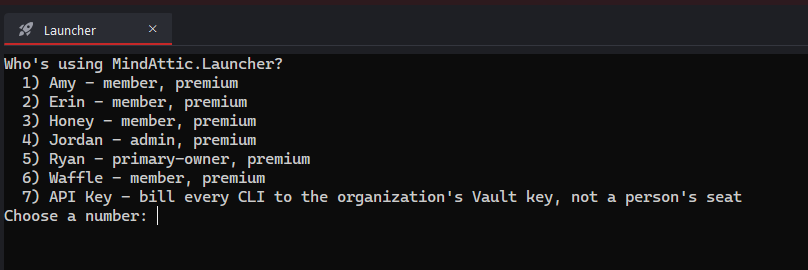 Launcher
Who's using MindAttic.Launcher?
1) Amy - member, premium
2) Erin - member, premium
3) Honey - member, premium
4) Jordan - admin, premium
5) Ryan - primary-owner, premium
6) Waffle - member, premium
7) API Key - bill every CLI to the organization's Vault key, not a person's seat
Choose a number: